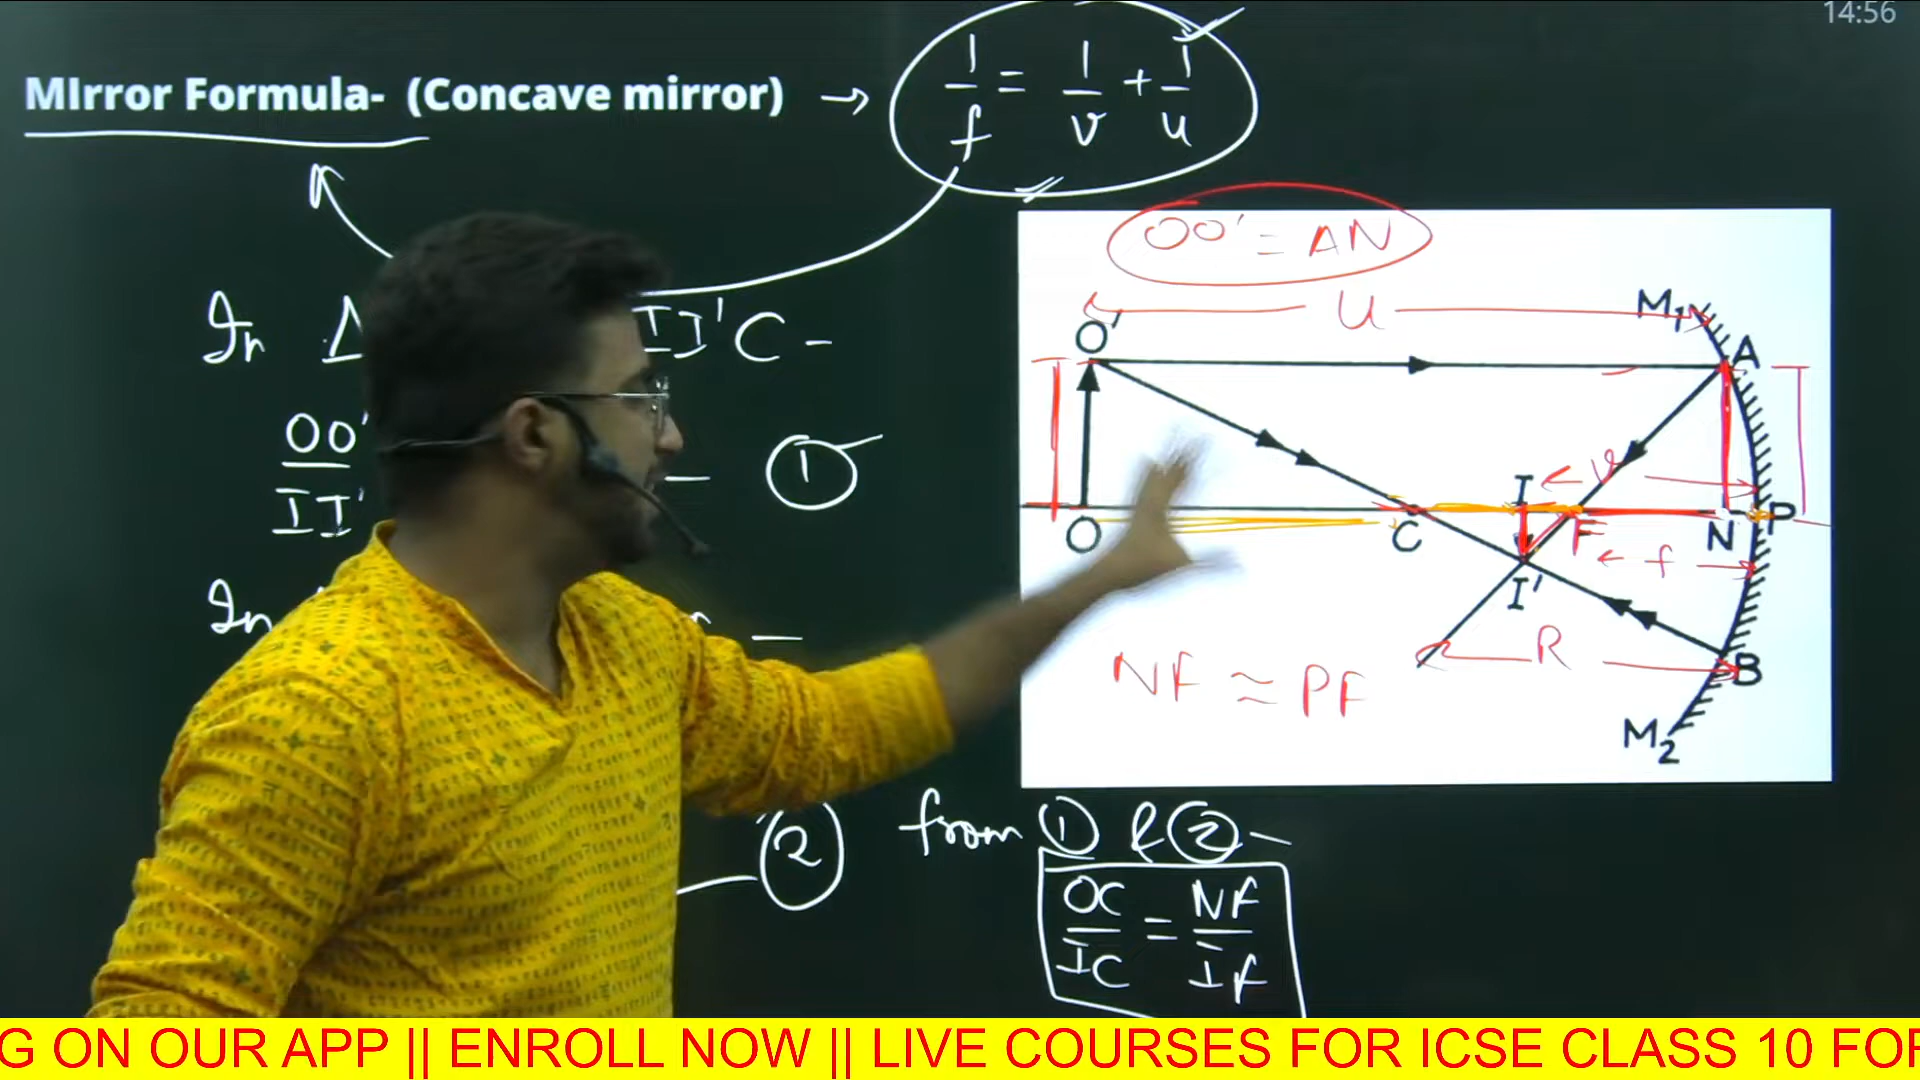 14:56
MIrror Formula- (Concave mirror) → 1/f = 1/v + 1/u
OO' = AN
U
M1
O'
A
In Δ II'C -
OO'
II'
— ①
v
I
O
C
F
N
P
f
I'
R
B
NF ≈ PF
M2
In —
— ②
from ① & ② -
OC/IC = NF/IF
G ON OUR APP || ENROLL NOW || LIVE COURSES FOR ICSE CLASS 10 FOR